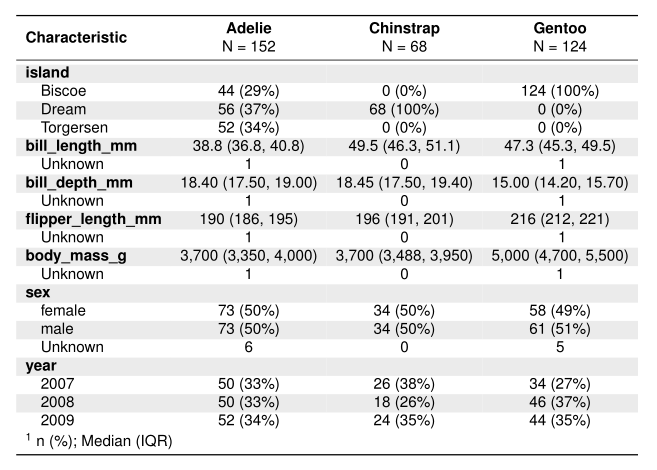 Characteristic Adelie N = 152 Chinstrap N = 68 Gentoo N = 124
island
Biscoe 44 (29%) 0 (0%) 124 (100%)
Dream 56 (37%) 68 (100%) 0 (0%)
Torgersen 52 (34%) 0 (0%) 0 (0%)
bill_length_mm 38.8 (36.8, 40.8) 49.5 (46.3, 51.1) 47.3 (45.3, 49.5)
Unknown 1 0 1
bill_depth_mm 18.40 (17.50, 19.00) 18.45 (17.50, 19.40) 15.00 (14.20, 15.70)
Unknown 1 0 1
flipper_length_mm 190 (186, 195) 196 (191, 201) 216 (212, 221)
Unknown 1 0 1
body_mass_g 3,700 (3,350, 4,000) 3,700 (3,488, 3,950) 5,000 (4,700, 5,500)
Unknown 1 0 1
sex
female 73 (50%) 34 (50%) 58 (49%)
male 73 (50%) 34 (50%) 61 (51%)
Unknown 6 0 5
year
2007 50 (33%) 26 (38%) 34 (27%)
2008 50 (33%) 18 (26%) 46 (37%)
2009 52 (34%) 24 (35%) 44 (35%)
1 n (%); Median (IQR)